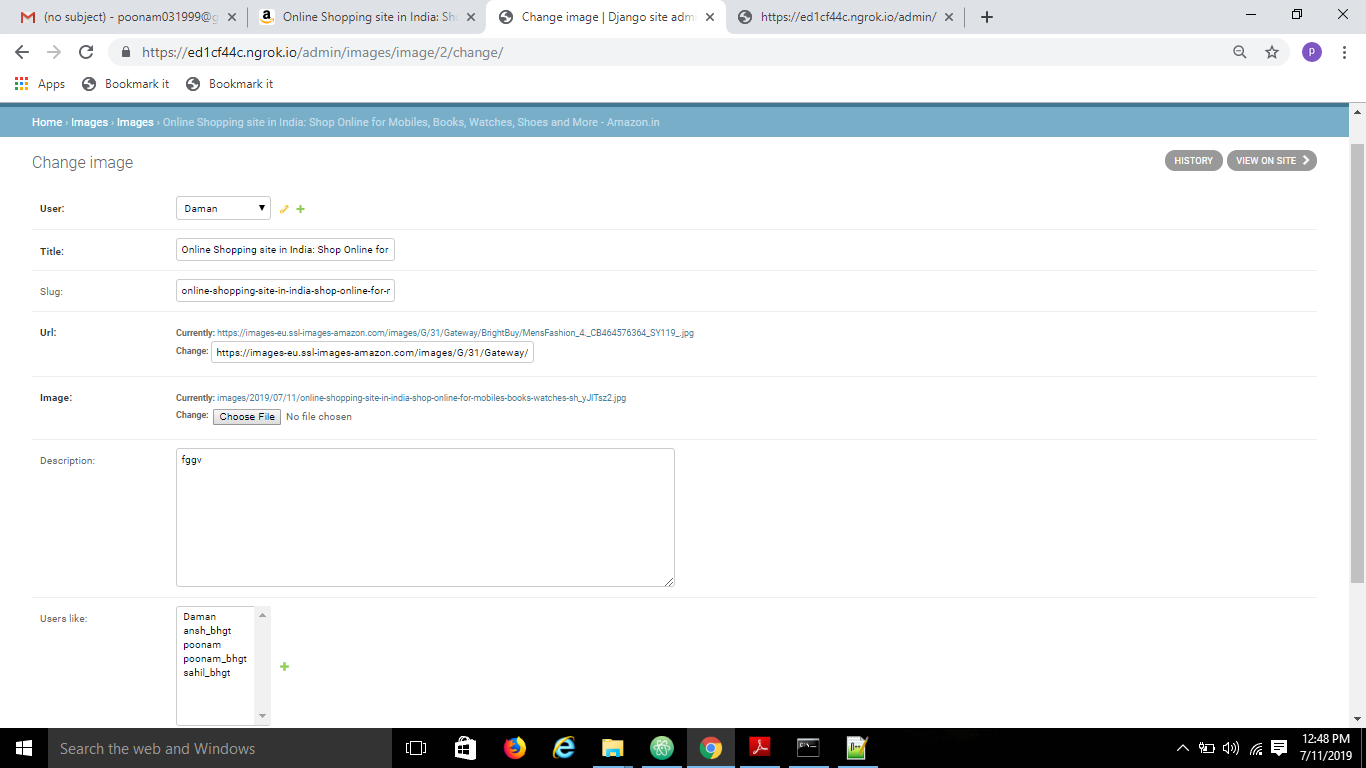 (no subject) - poonam031999@g
Online Shopping site in India: Sho
Change image | Django site admi
https://ed1cf44c.ngrok.io/admin/
https://ed1cf44c.ngrok.io/admin/images/image/2/change/
p
Apps Bookmark it Bookmark it
Home › Images › Images › Online Shopping site in India: Shop Online for Mobiles, Books, Watches, Shoes and More - Amazon.in
Change image
HISTORY VIEW ON SITE
User: Daman
Title: Online Shopping site in India: Shop Online for
Slug: online-shopping-site-in-india-shop-online-for-r
Url: Currently: https://images-eu.ssl-images-amazon.com/images/G/31/Gateway/BrightBuy/MensFashion_4._CB464576364_SY119_.jpg
Change: https://images-eu.ssl-images-amazon.com/images/G/31/Gateway/
Image: Currently: images/2019/07/11/online-shopping-site-in-india-shop-online-for-mobiles-books-watches-sh_yJlTsz2.jpg
Change: Choose File No file chosen
Description: fggv
Users like: Daman
ansh_bhgt
poonam
poonam_bhgt
sahil_bhgt
Search the web and Windows
12:48 PM
7/11/2019